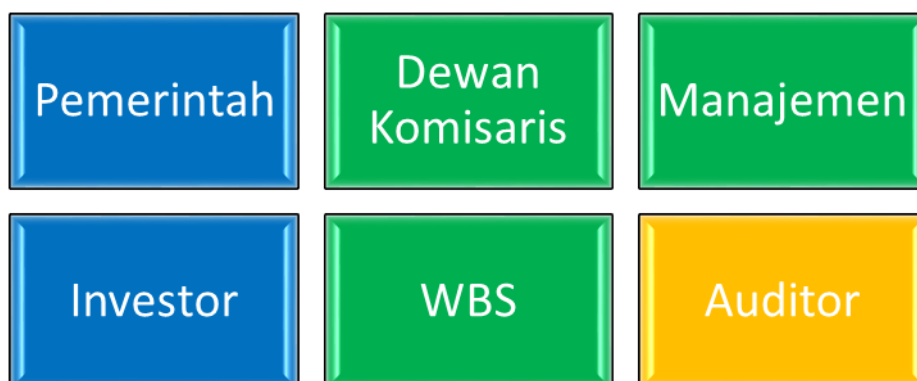 Pemerintah
Dewan
Komisaris
Manajemen
Investor
WBS
Auditor